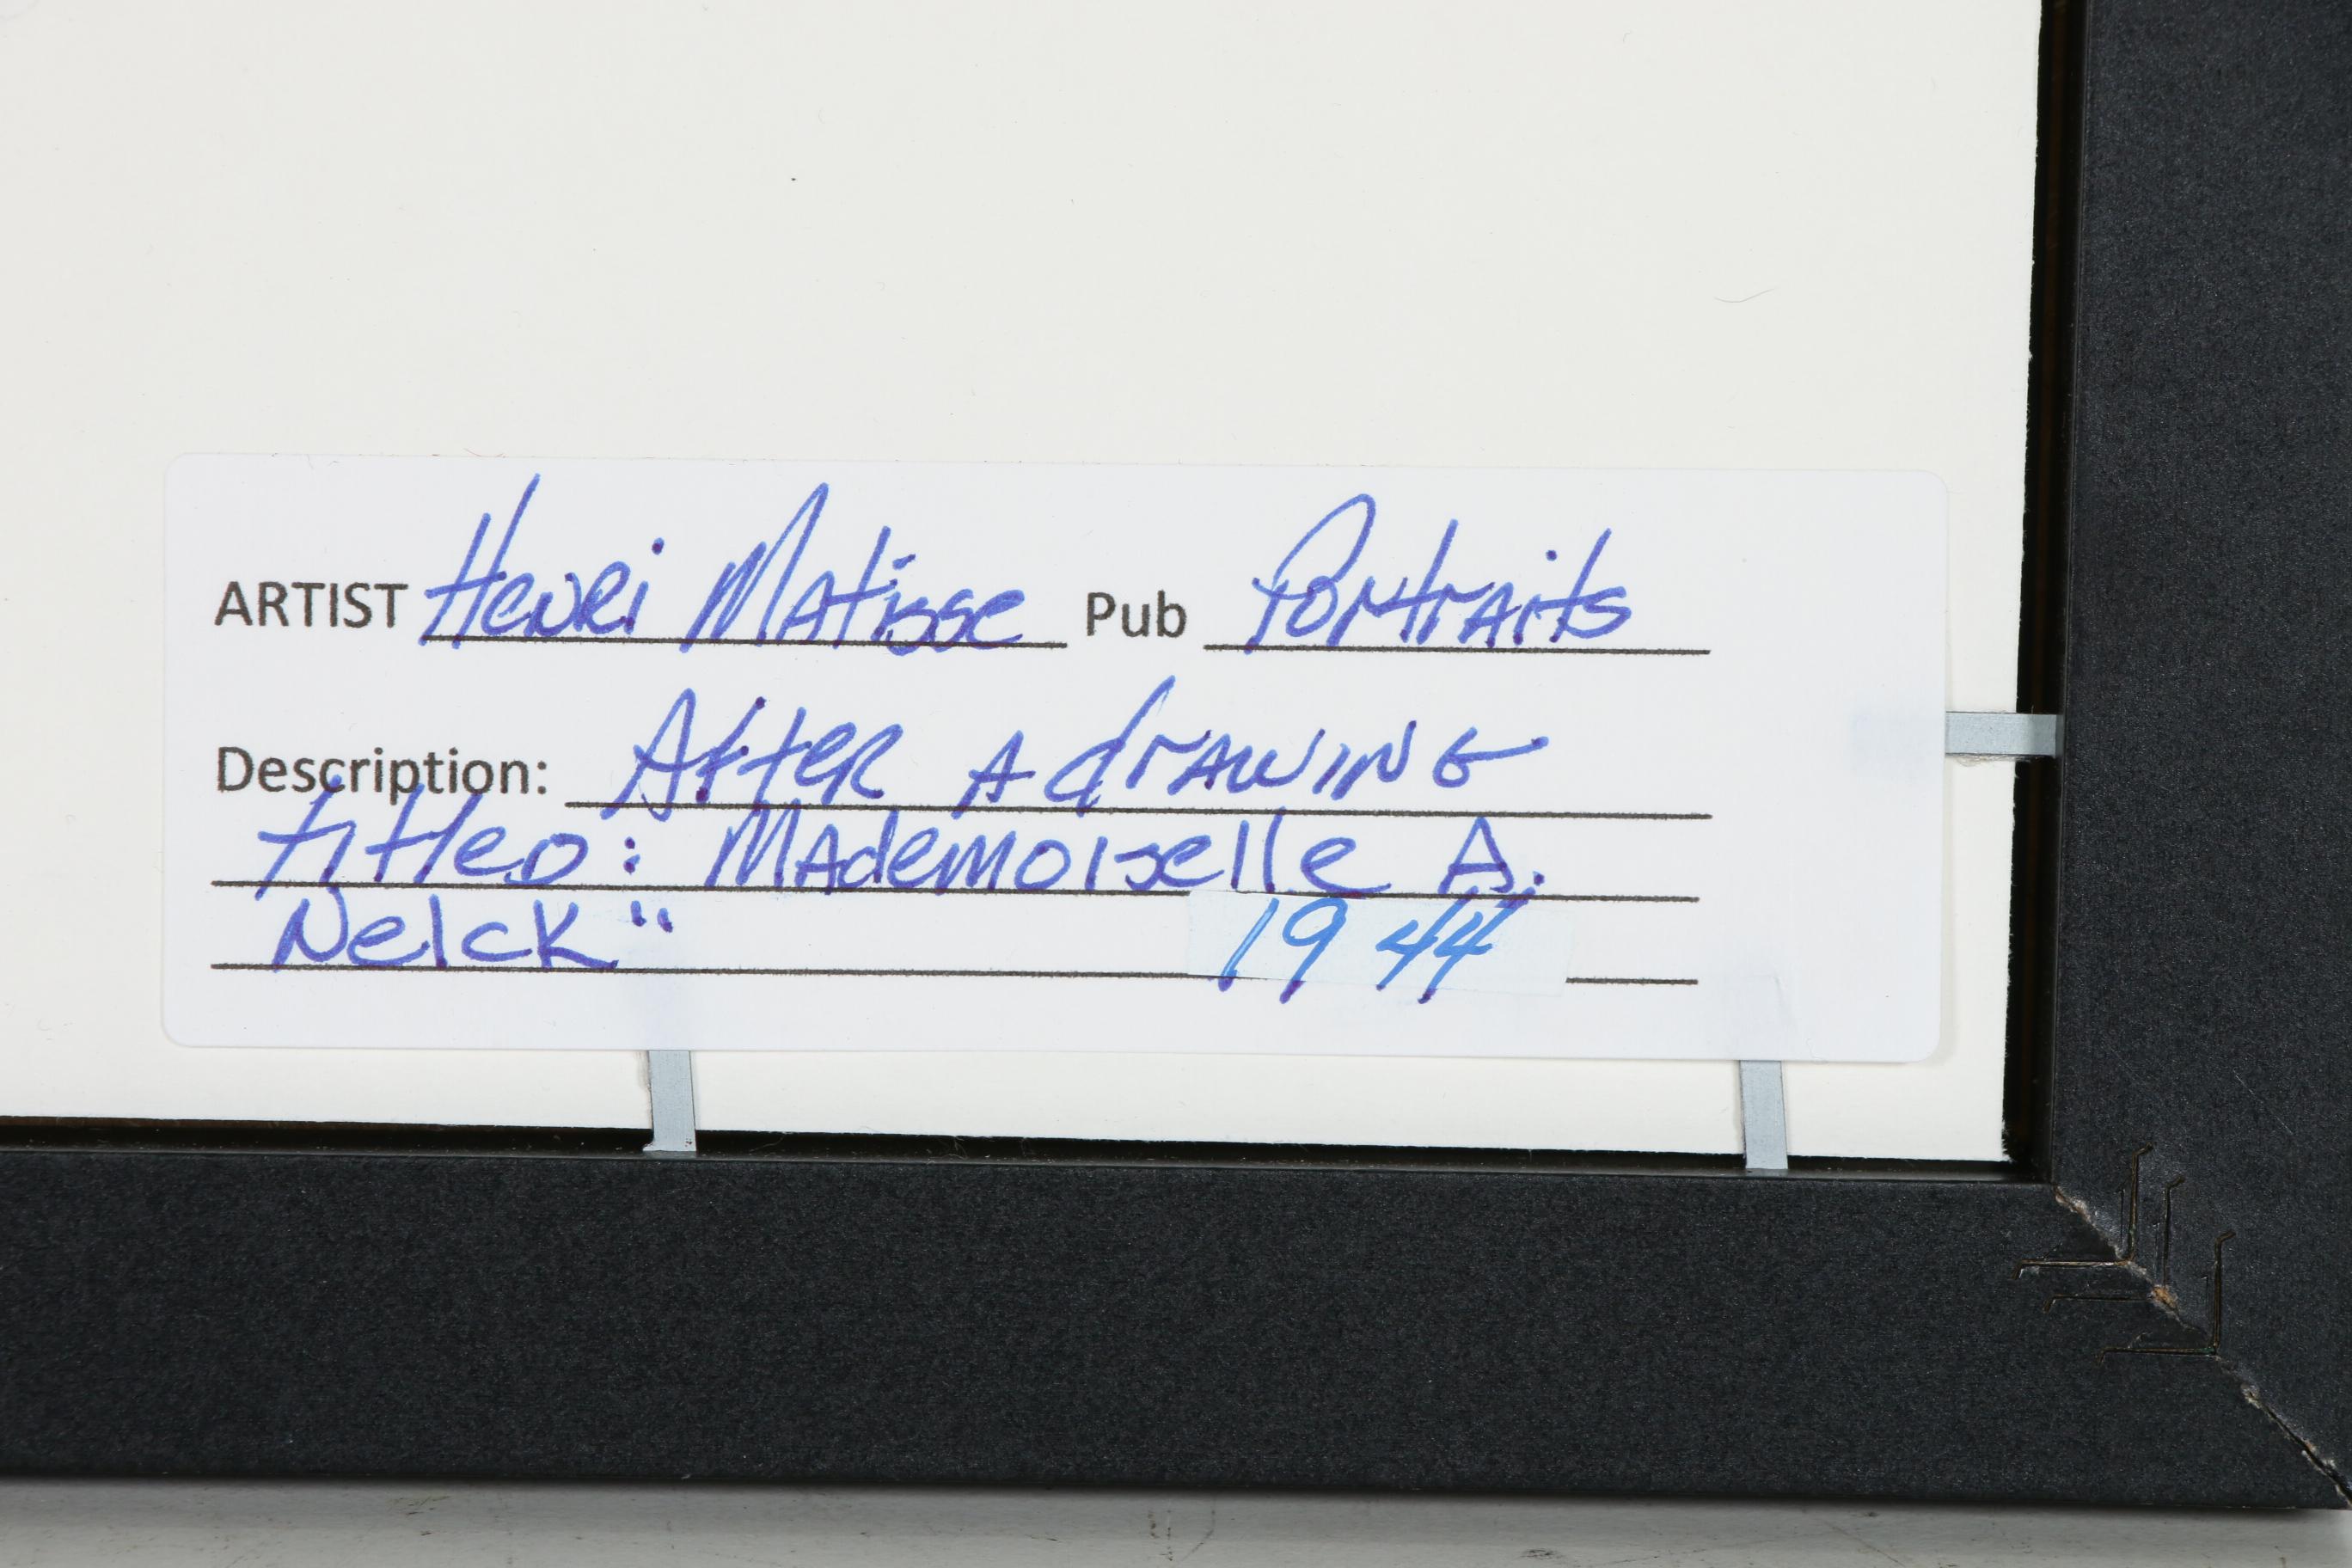 ARTIST Henri Matisse Pub Portraits
Description: After A drawing
titled: Mademoiselle A.
Nelck" 1944